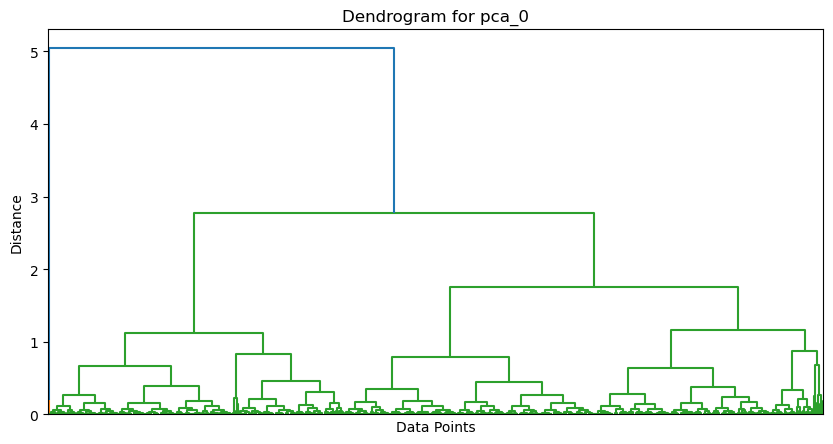 Dendrogram for pca_0
5
4
3
2
1
0
Distance
Data Points